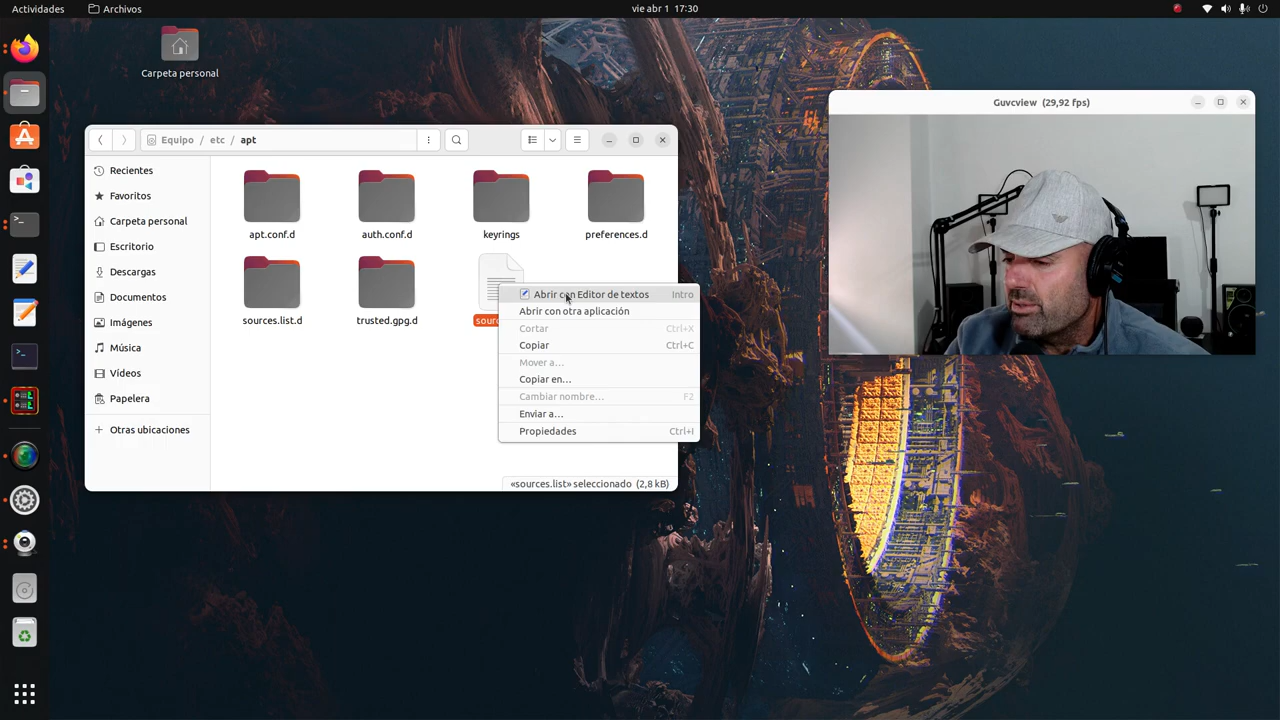 Actividades
Archivos
vie abr 1 17:30
Carpeta personal
Guvcview (29,92 fps)
Equipo / etc / apt
Recientes
Favoritos
Carpeta personal
Escritorio
Descargas
Documentos
Imágenes
Música
Vídeos
Papelera
Otras ubicaciones
apt.conf.d
auth.conf.d
keyrings
preferences.d
sources.list.d
trusted.gpg.d
Abrir con Editor de textos Intro
Abrir con otra aplicación
Cortar Ctrl+X
Copiar Ctrl+C
Mover a…
Copiar en…
Cambiar nombre… F2
Enviar a…
Propiedades Ctrl+I
«sources.list» seleccionado (2,8 kB)